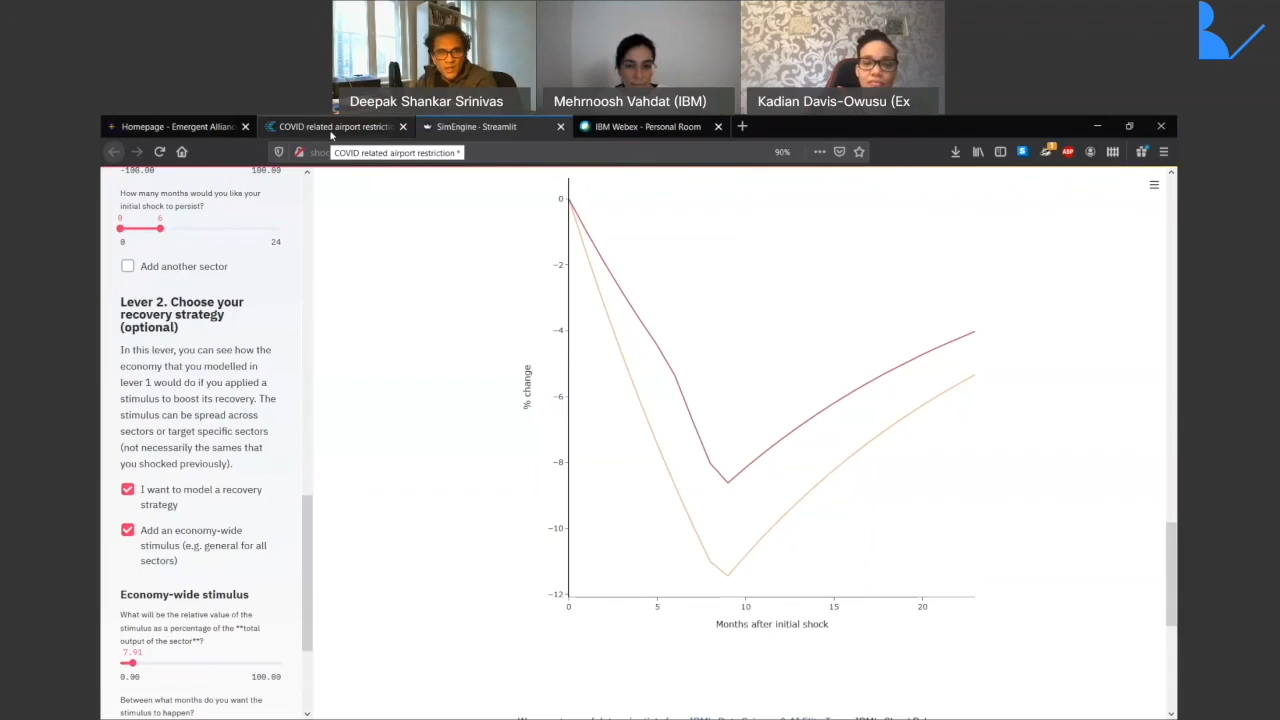 Deepak Shankar Srinivas
Mehrnoosh Vahdat (IBM)
Kadian Davis-Owusu (Ex
Homepage - Emergent Allianc
COVID related airport restricti
SimEngine · Streamlit
IBM Webex - Personal Room
shoc
COVID related airport restriction *
90%
ABP
-100.00
100.00
How many months would you like your
initial shock to persist?
0
6
0
24
Add another sector
Lever 2. Choose your
recovery strategy
(optional)
In this lever, you can see how the
economy that you modelled in
lever 1 would do if you applied a
stimulus to boost its recovery. The
stimulus can be spread across
sectors or target specific sectors
(not necessarily the sames that
you shocked previously).
I want to model a recovery
strategy
Add an economy-wide
stimulus (e.g. general for all
sectors)
Economy-wide stimulus
What will be the relative value of the
stimulus as a percentage of the **total
output of the sector**?
7.91
0.00
100.00
Between what months do you want the
stimulus to happen?
0
−2
−4
−6
−8
−10
−12
% change
0
5
10
15
20
Months after initial shock